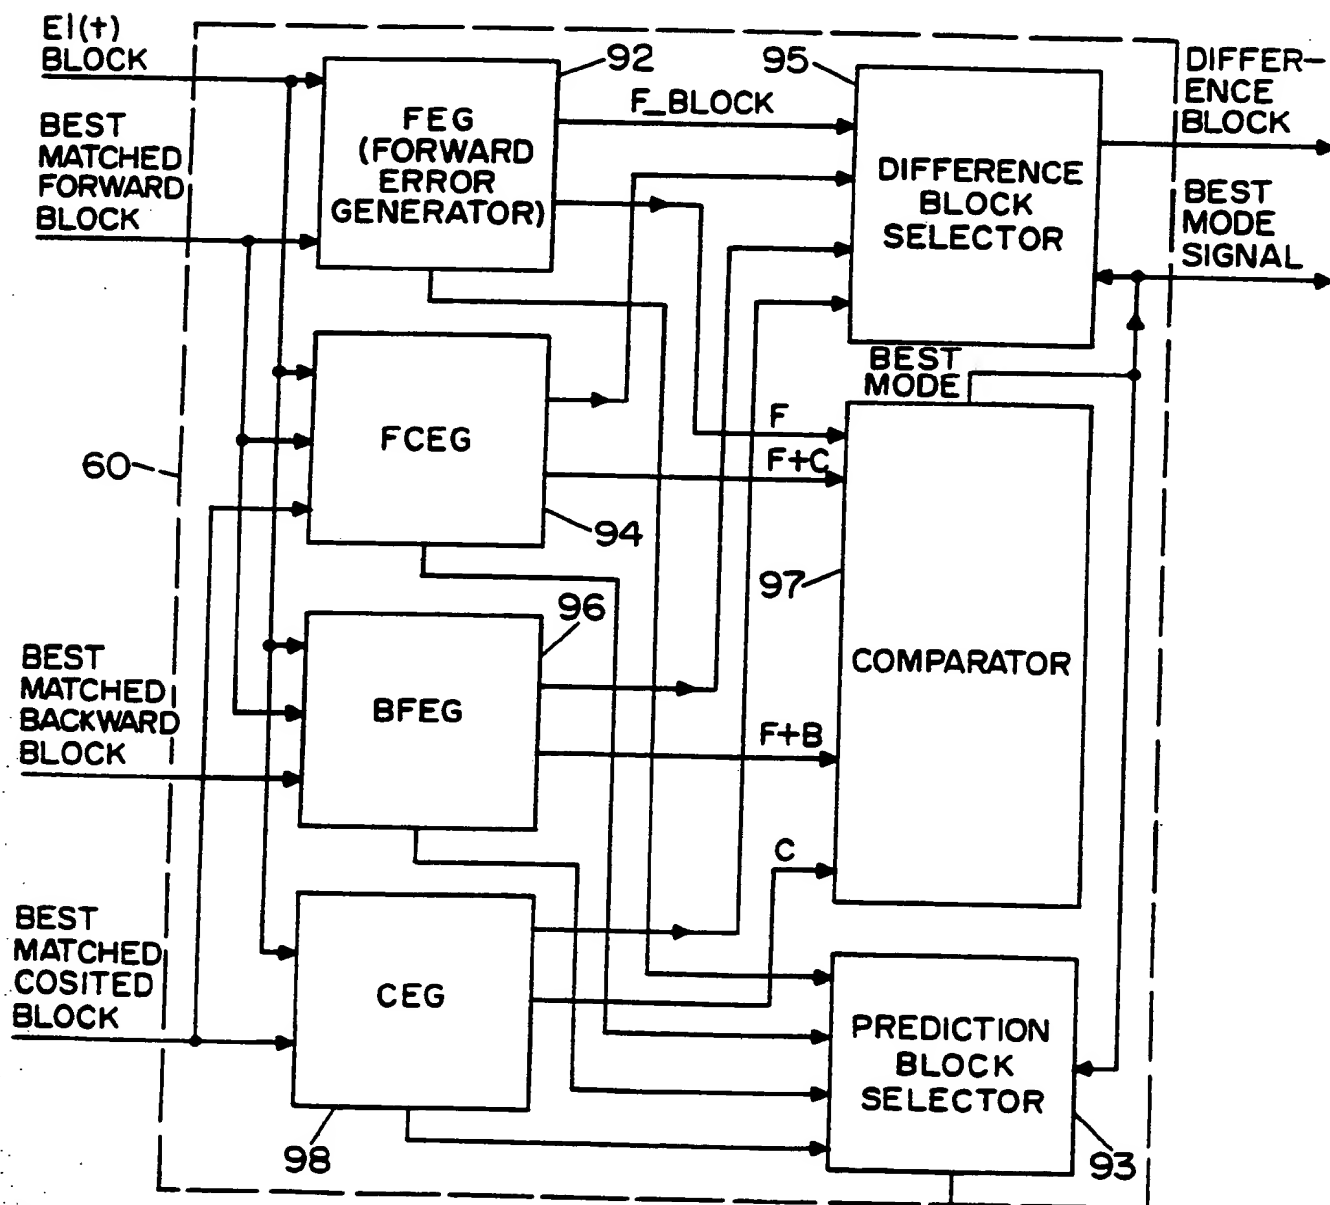 EI(t)
BLOCK
BEST
MATCHED
FORWARD
BLOCK
92
FEG
(FORWARD
ERROR
GENERATOR)
F_BLOCK
95
DIFFERENCE
BLOCK
SELECTOR
DIFFER-
ENCE
BLOCK
BEST
MODE
SIGNAL
BEST
MODE
FCEG
94
F
F+C
60
97
COMPARATOR
BEST
MATCHED
BACKWARD
BLOCK
96
BFEG
F+B
C
BEST
MATCHED
COSITED
BLOCK
CEG
98
PREDICTION
BLOCK
SELECTOR
93